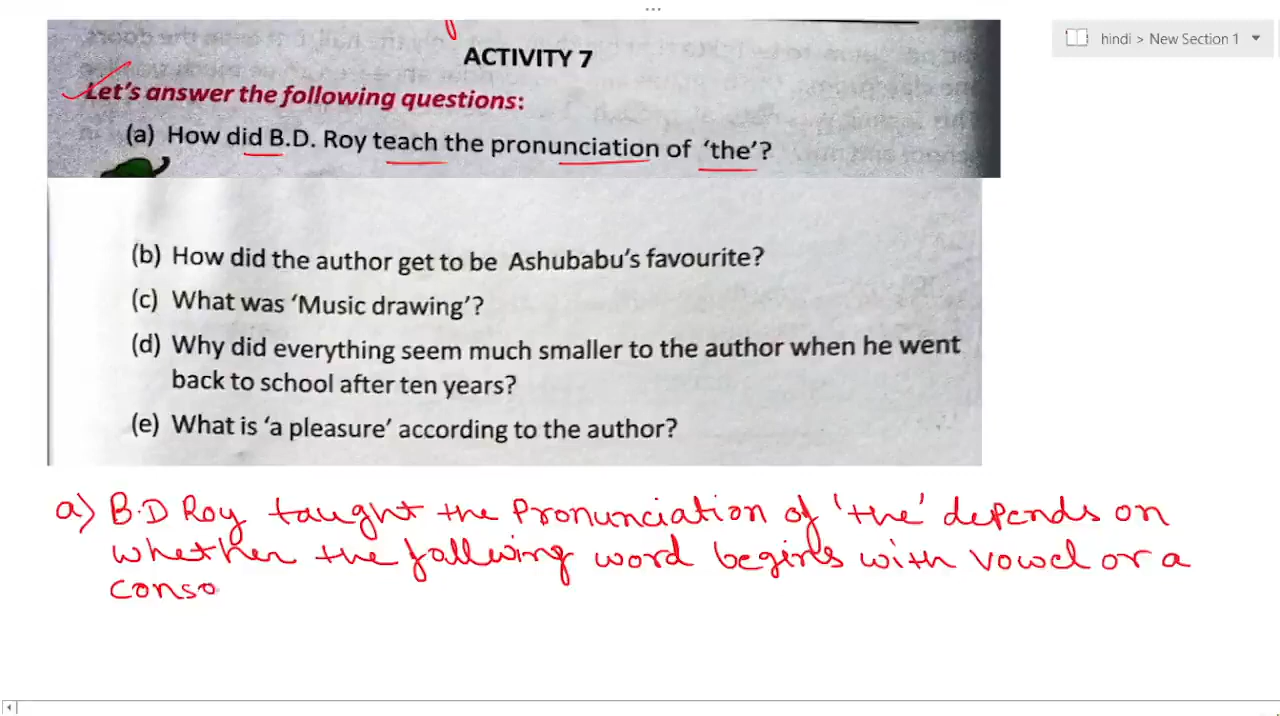 ACTIVITY 7
Let's answer the following questions:
(a) How did B.D. Roy teach the pronunciation of 'the'?
(b) How did the author get to be Ashubabu's favourite?
(c) What was 'Music drawing'?
(d) Why did everything seem much smaller to the author when he went
back to school after ten years?
(e) What is 'a pleasure' according to the author?
a) B.D Roy taught the Pronunciation of 'the' depends on
whether the follwing word begins with vowel or a
conso
hindi > New Section 1